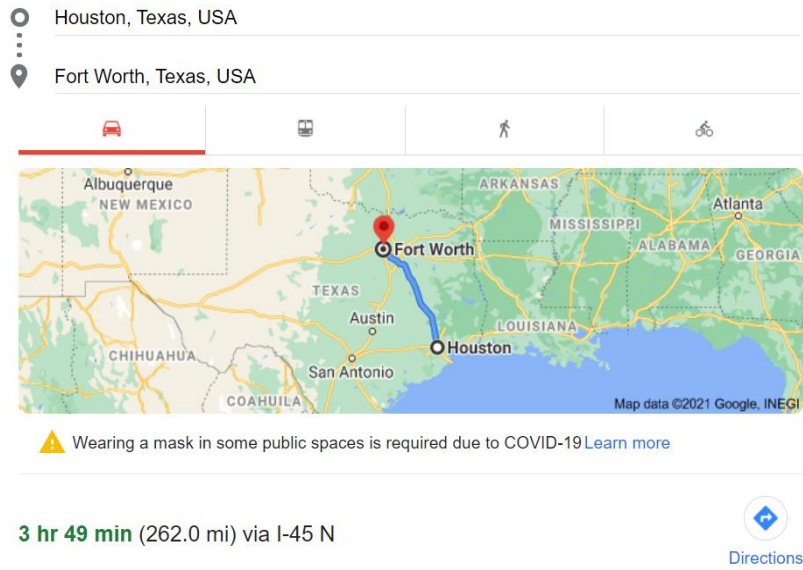 Houston, Texas, USA
Fort Worth, Texas, USA
Albuquerque
NEW MEXICO
ARKANSAS
Atlanta
MISSISSIPPI
ALABAMA
GEORGIA
Fort Worth
TEXAS
Austin
LOUISIANA
Houston
CHIHUAHUA
San Antonio
COAHUILA
Map data ©2021 Google, INEGI
Wearing a mask in some public spaces is required due to COVID-19 Learn more
3 hr 49 min (262.0 mi) via I-45 N
Directions